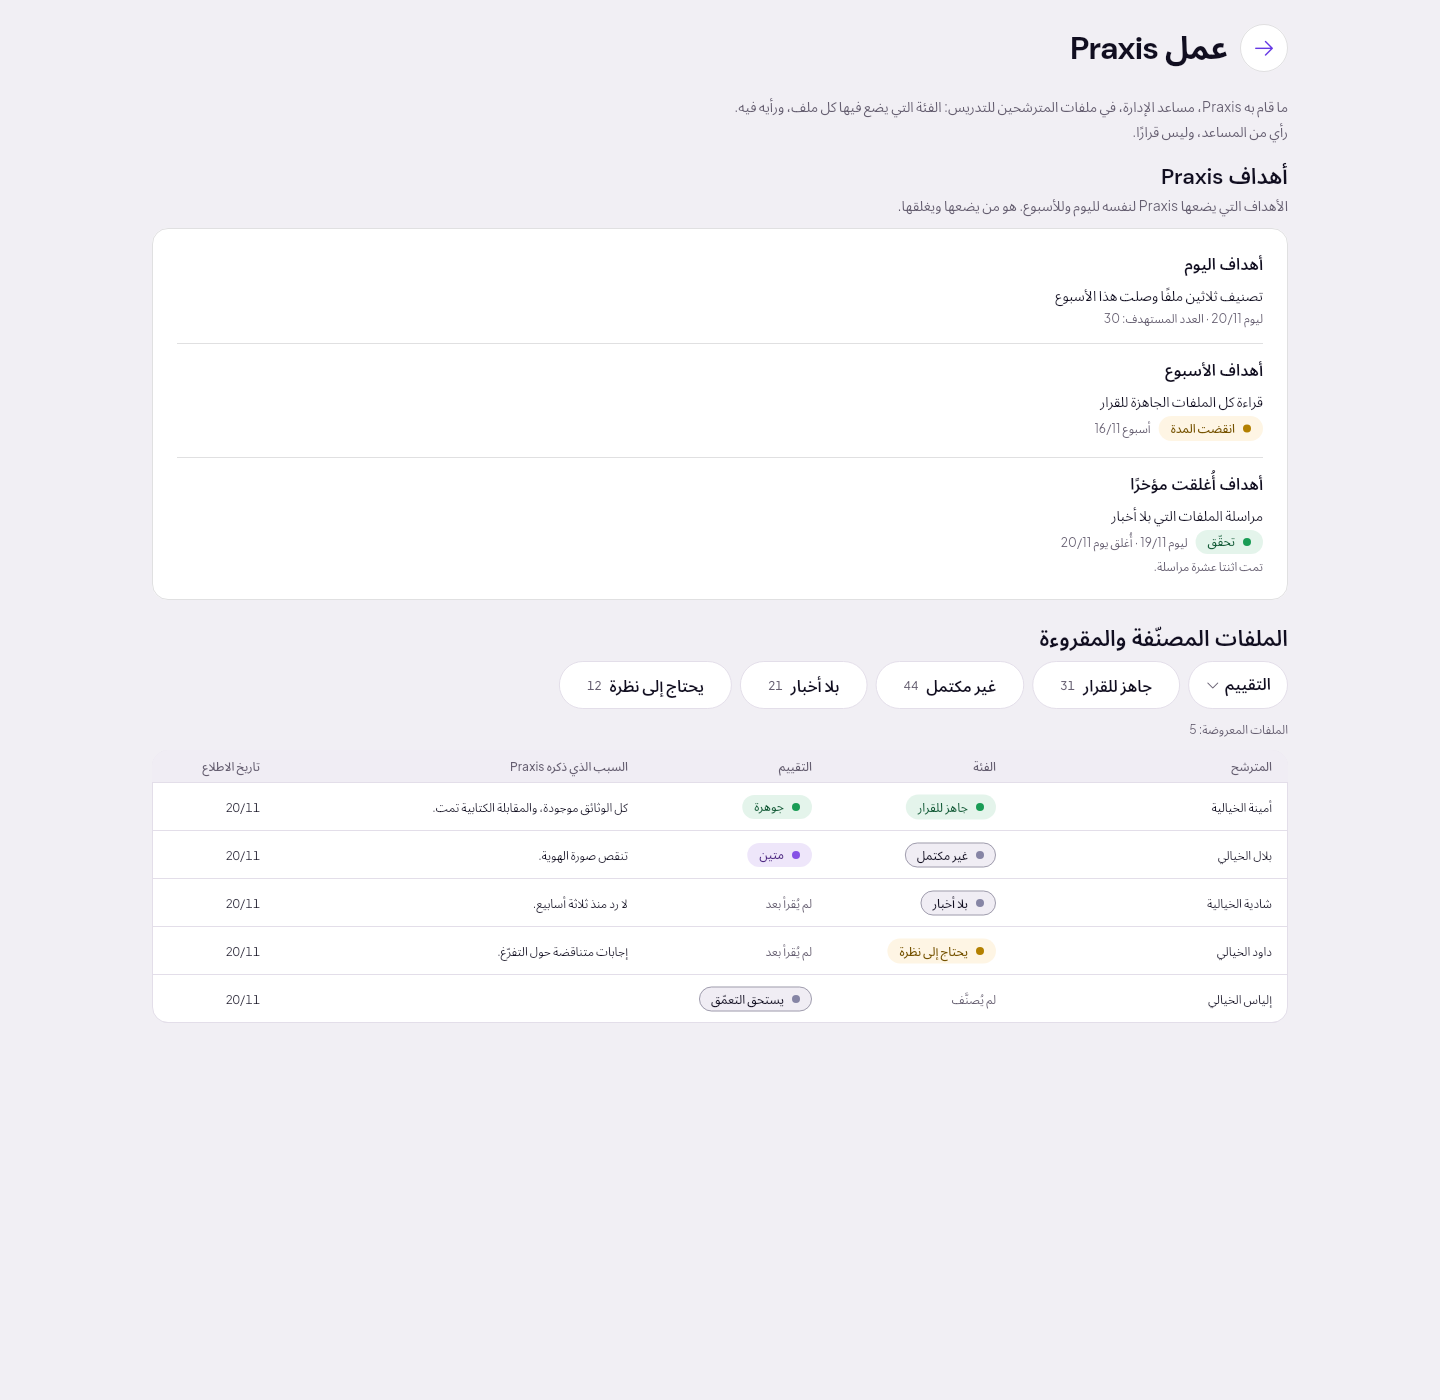 عمل Praxis
ما قام به Praxis، مساعد الإدارة، في ملفات المترشحين للتدريس: الفئة التي يضع فيها كل ملف، ورأيه فيه.
رأي من المساعد، وليس قرارًا.
أهداف Praxis
الأهداف التي يضعها Praxis لنفسه لليوم وللأسبوع. هو من يضعها ويغلقها.
أهداف اليوم
تصنيف ثلاثين ملفًا وصلت هذا الأسبوع
ليوم 20/11 · العدد المستهدف: 30
أهداف الأسبوع
قراءة كل الملفات الجاهزة للقرار
انقضت المدة أسبوع 16/11
أهداف أُغلقت مؤخرًا
مراسلة الملفات التي بلا أخبار
تحقّق ليوم 19/11 · أُغلق يوم 20/11
تمت اثنتا عشرة مراسلة.
الملفات المصنّفة والمقروءة
التقييم جاهز للقرار 31 غير مكتمل 44 بلا أخبار 21 يحتاج إلى نظرة 12
الملفات المعروضة: 5
المترشح الفئة التقييم السبب الذي ذكره Praxis تاريخ الاطلاع
أمينة الخيالية جاهز للقرار جوهرة كل الوثائق موجودة، والمقابلة الكتابية تمت. 20/11
بلال الخيالي غير مكتمل متين تنقص صورة الهوية. 20/11
شادية الخيالية بلا أخبار لم يُقرأ بعد لا رد منذ ثلاثة أسابيع. 20/11
داود الخيالي يحتاج إلى نظرة لم يُقرأ بعد إجابات متناقضة حول التفرّغ. 20/11
إلياس الخيالي لم يُصنَّف يستحق التعمّق 20/11